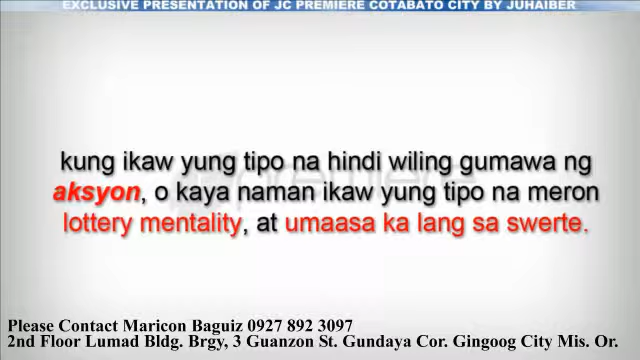 EXCLUSIVE PRESENTATION OF JC PREMIERE COTABATO CITY BY JUHAIBER
kung ikaw yung tipo na hindi wiling gumawa ng
aksyon, o kaya naman ikaw yung tipo na meron
lottery mentality, at umaasa ka lang sa swerte.
Please Contact Maricon Baguiz 0927 892 3097
2nd Floor Lumad Bldg. Brgy, 3 Guanzon St. Gundaya Cor. Gingoog City Mis. Or.